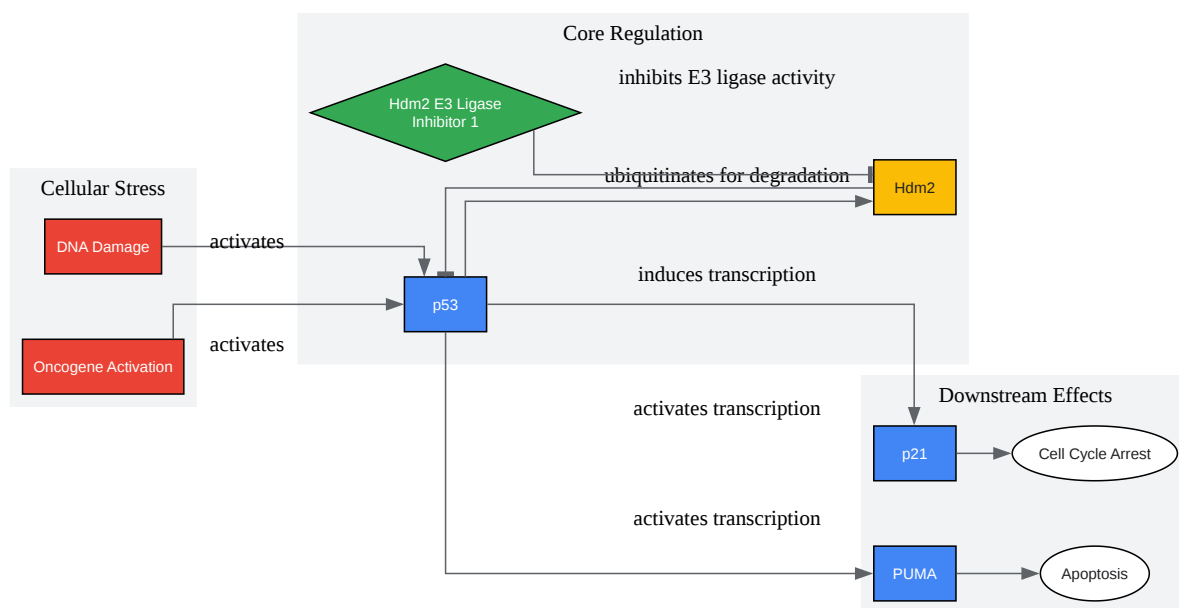 Core Regulation
inhibits E3 ligase activity
Hdm2 E3 Ligase
Inhibitor 1
ubiquitinates for degradation
Hdm2
Cellular Stress
DNA Damage
activates
induces transcription
p53
activates
Oncogene Activation
Downstream Effects
activates transcription
p21
Cell Cycle Arrest
activates transcription
PUMA
Apoptosis